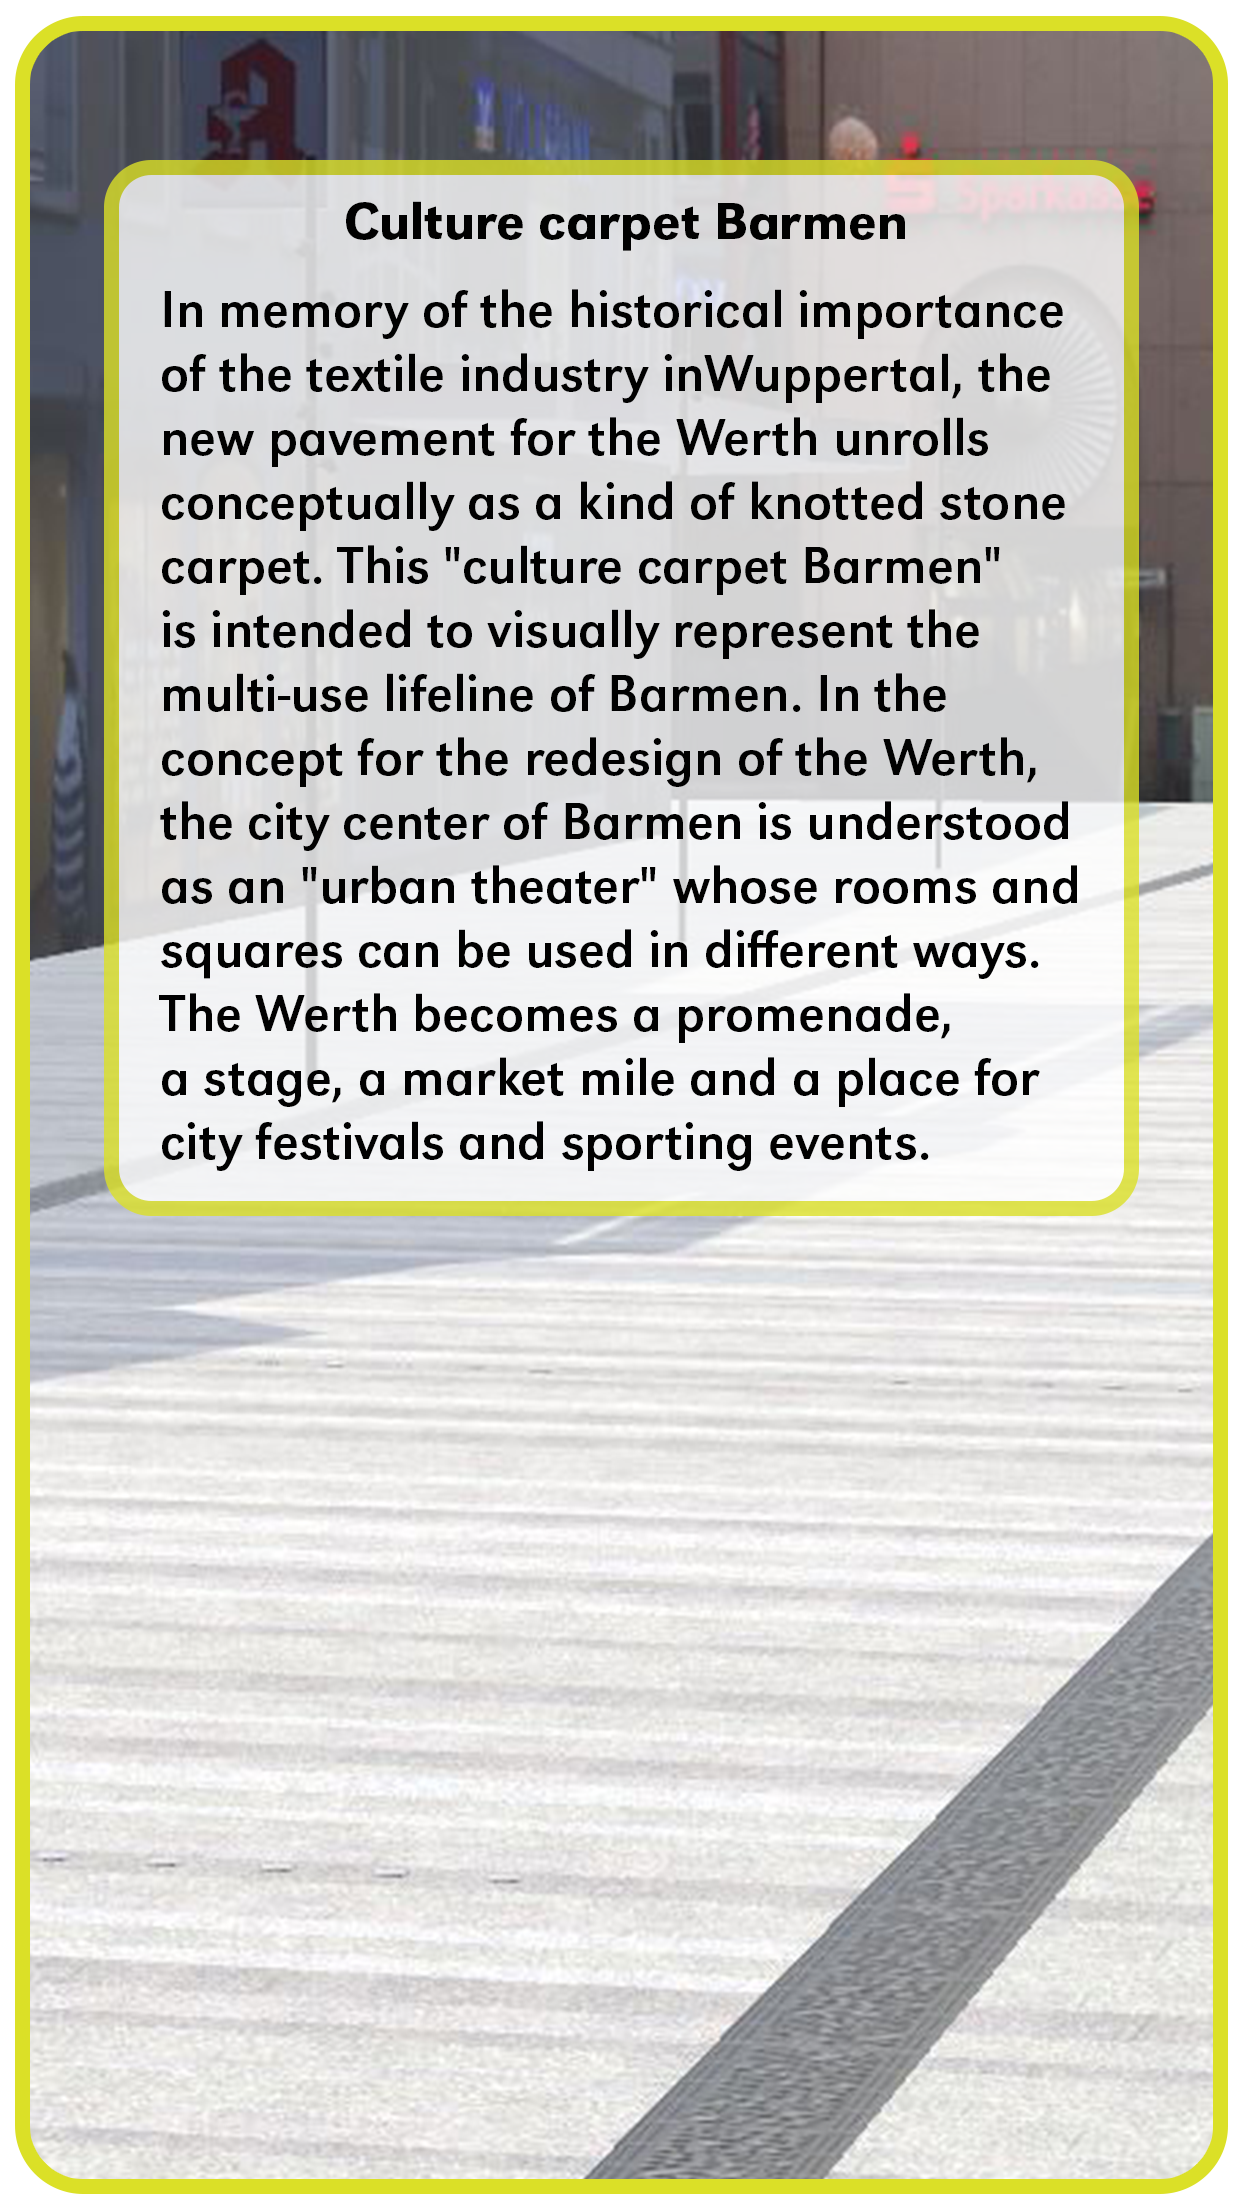 Sparkasse
Culture carpet Barmen
In memory of the historical importance
of the textile industry inWuppertal, the
new pavement for the Werth unrolls
conceptually as a kind of knotted stone
carpet. This "culture carpet Barmen"
is intended to visually represent the
multi-use lifeline of Barmen. In the
concept for the redesign of the Werth,
the city center of Barmen is understood
as an "urban theater" whose rooms and
squares can be used in different ways.
The Werth becomes a promenade,
a stage, a market mile and a place for
city festivals and sporting events.